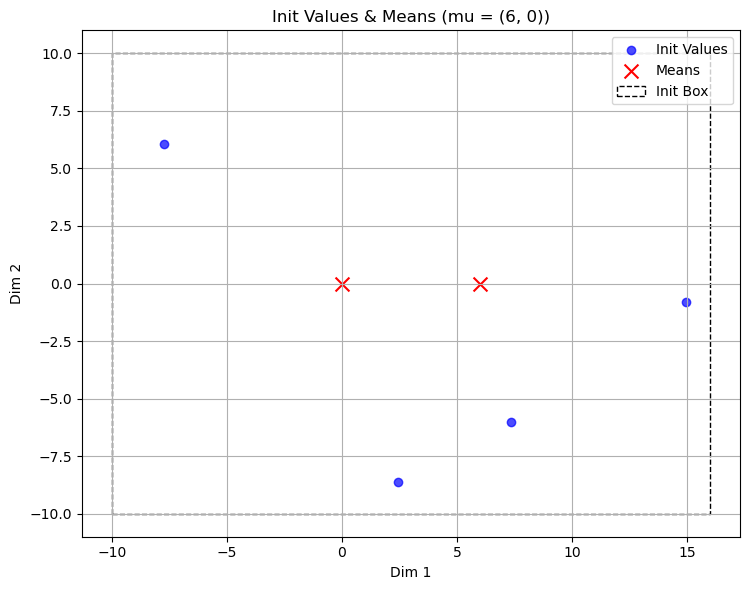 Init Values & Means (mu = (6, 0))
Init Values
Means
Init Box
10.0
7.5
5.0
2.5
0.0
−2.5
−5.0
−7.5
−10.0
Dim 2
−10
−5
0
5
10
15
Dim 1